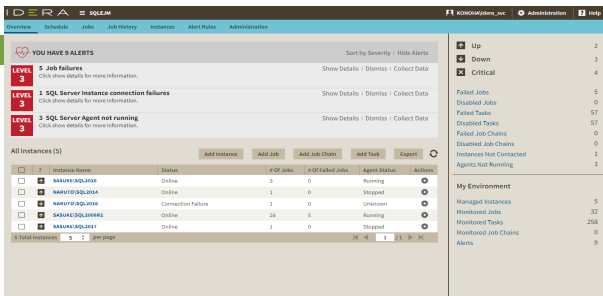 IDERA SQLEJM KONOHA\idera_svc Administration Help
Overview Schedule Jobs Job History Instances Alert Rules Administration
YOU HAVE 9 ALERTS Sort by Severity | Hide Alerts
LEVEL 3 5 Job failures Show Details | Dismiss | Collect Data
Click show details for more information.
LEVEL 3 1 SQL Server Instance connection failures Show Details | Dismiss | Collect Data
Click show details for more information.
LEVEL 3 3 SQL Server Agent not running Show Details | Dismiss | Collect Data
Click show details for more information.
All Instances (5) Add Instance Add Job Add Job Chain Add Task Export
? Instance Name Status # Of Jobs # Of Failed Jobs Agent Status Actions
SASUKE\SQL2016 Online 3 0 Running
NARUTO\SQL2014 Online 1 0 Stopped
NARUTO\SQL2016 Connection Failure 1 0 Unknown
SASUKE\SQL2008R2 Online 26 5 Running
SASUKE\SQL2017 Online 1 0 Stopped
5 Total Instances 5 per page 1 / 1
Up 2
Down 3
Critical 4
Failed Jobs 5
Disabled Jobs 0
Failed Tasks 57
Disabled Tasks 57
Failed Job Chains 0
Disabled Job Chains 0
Instances Not Contacted 1
Agents Not Running 3
My Environment
Managed Instances 5
Monitored Jobs 32
Monitored Tasks 256
Monitored Job Chains 0
Alerts 9